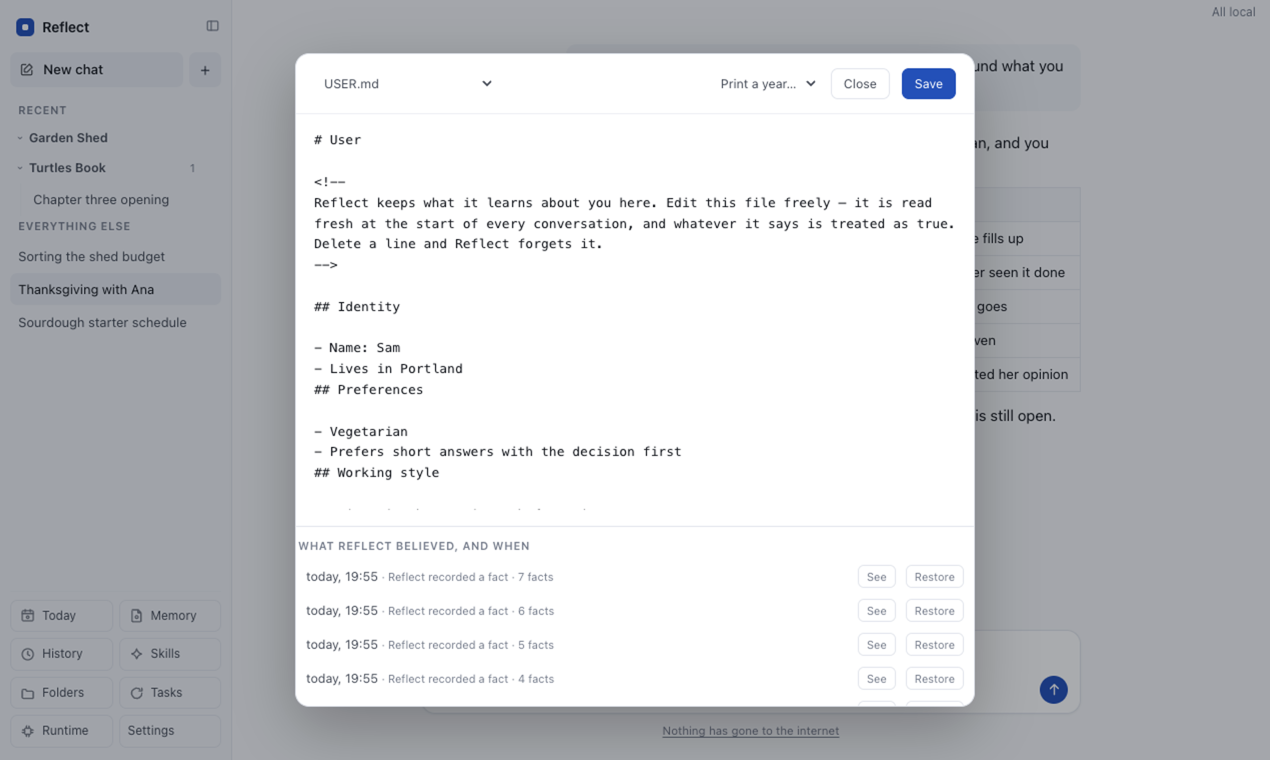 Reflect
New chat
RECENT
Garden Shed
Turtles Book 1
Chapter three opening
EVERYTHING ELSE
Sorting the shed budget
Thanksgiving with Ana
Sourdough starter schedule
Today
Memory
History
Skills
Folders
Tasks
Runtime
Settings
All local
und what you
an, and you
e fills up
er seen it done
goes
ven
ted her opinion
is still open.
Nothing has gone to the internet
USER.md
Print a year...
Close
Save
# User
<!--
Reflect keeps what it learns about you here. Edit this file freely — it is read
fresh at the start of every conversation, and whatever it says is treated as true.
Delete a line and Reflect forgets it.
-->
## Identity
- Name: Sam
- Lives in Portland
## Preferences
- Vegetarian
- Prefers short answers with the decision first
## Working style
WHAT REFLECT BELIEVED, AND WHEN
today, 19:55 · Reflect recorded a fact · 7 facts See Restore
today, 19:55 · Reflect recorded a fact · 6 facts See Restore
today, 19:55 · Reflect recorded a fact · 5 facts See Restore
today, 19:55 · Reflect recorded a fact · 4 facts See Restore